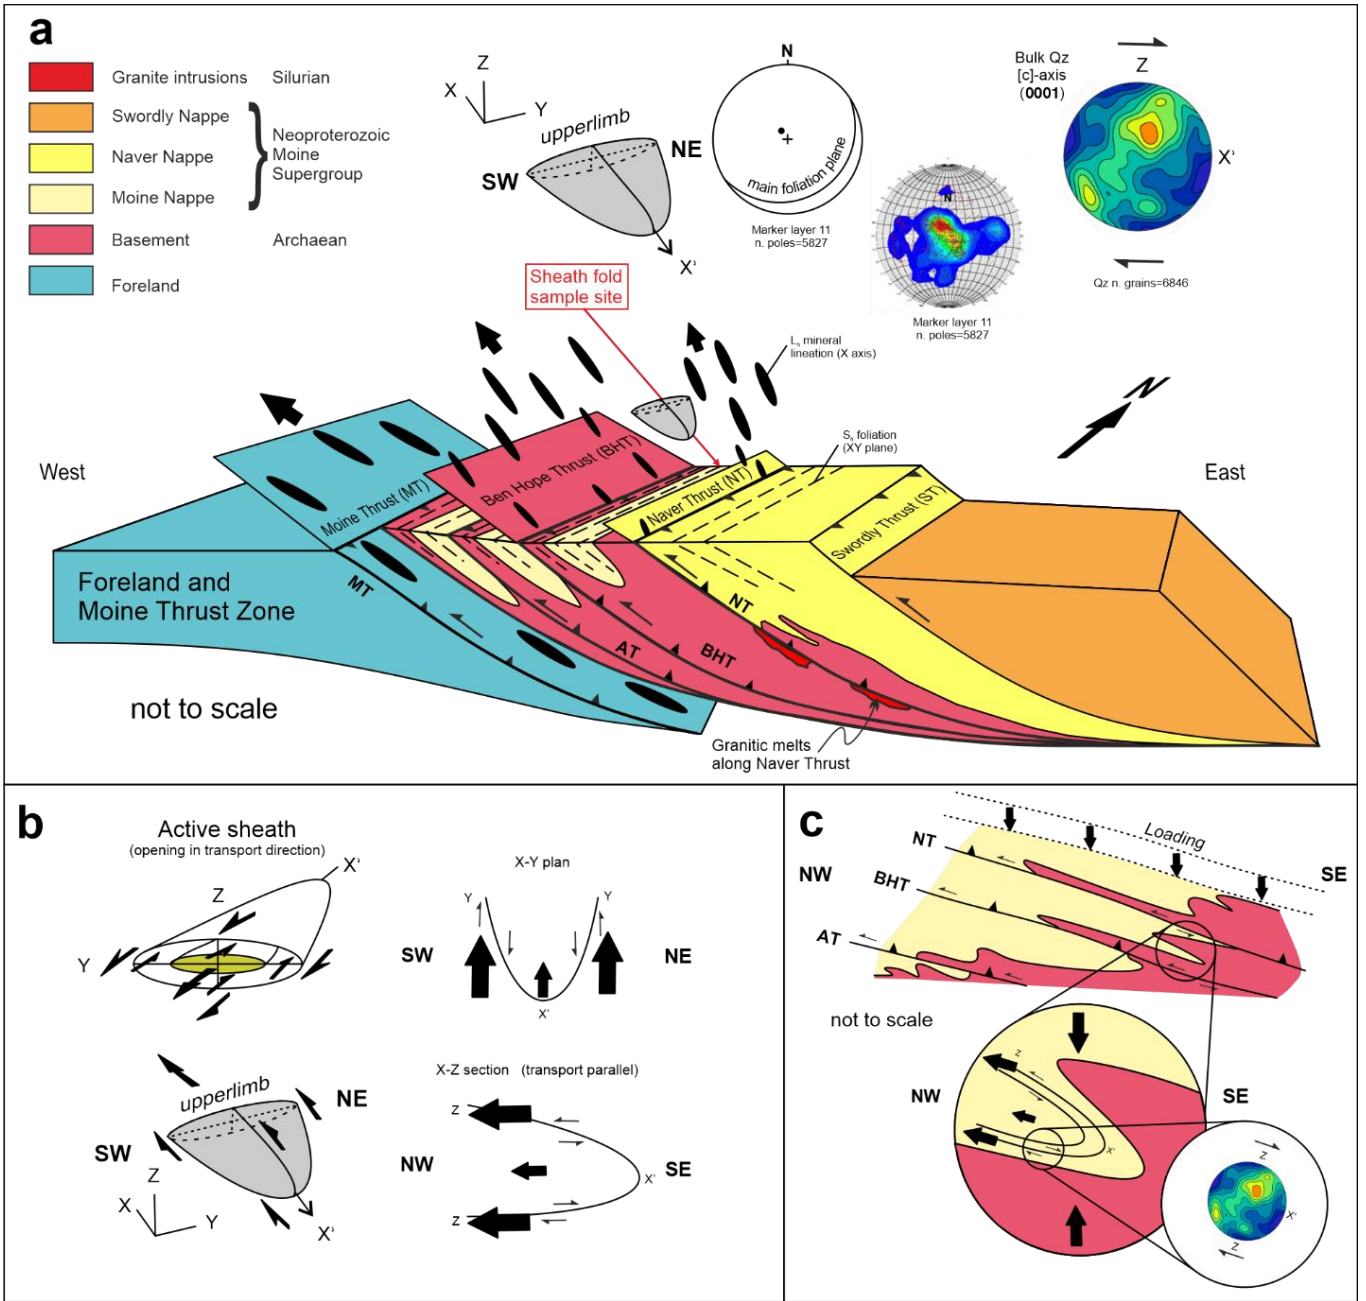 a
Granite intrusions
Silurian
Swordly Nappe
Naver Nappe
Moine Nappe
Neoproterozoic
Moine
Supergroup
Basement
Archaean
Foreland
Z
X
Y
upperlimb
NE
SW
X'
N
main foliation plane
Marker layer 11
n. poles=5827
N
Marker layer 11
n. poles=5827
Bulk Qz
[c]-axis
(0001)
Z
X'
Qz n. grains=6846
Sheath fold
sample site
Lₙ mineral
lineation (X axis)
Sₙ foliation
(XY plane)
N
West
East
Moine Thrust (MT)
Ben Hope Thrust (BHT)
Naver Thrust (NT)
Swordly Thrust (ST)
Foreland and
Moine Thrust Zone
MT
AT
BHT
NT
not to scale
Granitic melts
along Naver Thrust
b
Active sheath
(opening in transport direction)
X'
Z
Y
X-Y plan
Y
Y
SW
NE
X'
upperlimb
NE
SW
Z
X
Y
X'
X-Z section (transport parallel)
Z
NW
SE
X'
Z
c
Loading
NT
NW
SE
BHT
AT
not to scale
Z
NW
SE
X'
Z
X'
Z